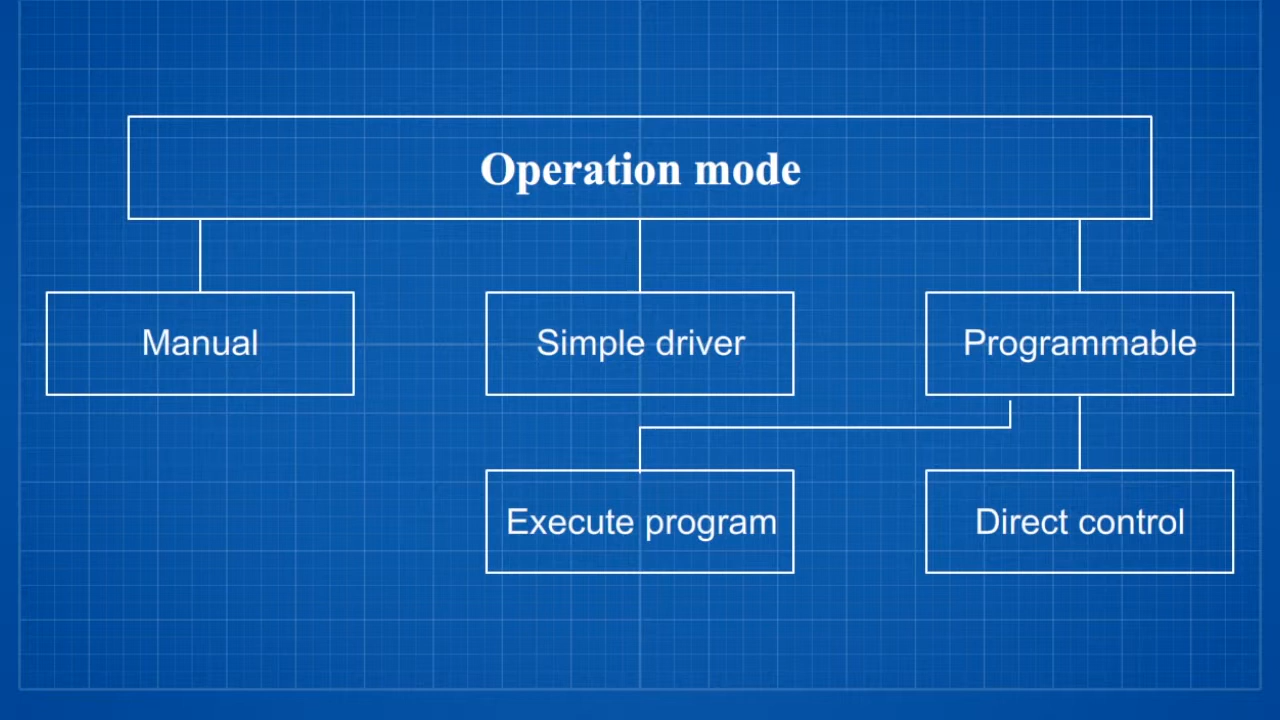 Operation mode
Manual
Simple driver
Programmable
Execute program
Direct control